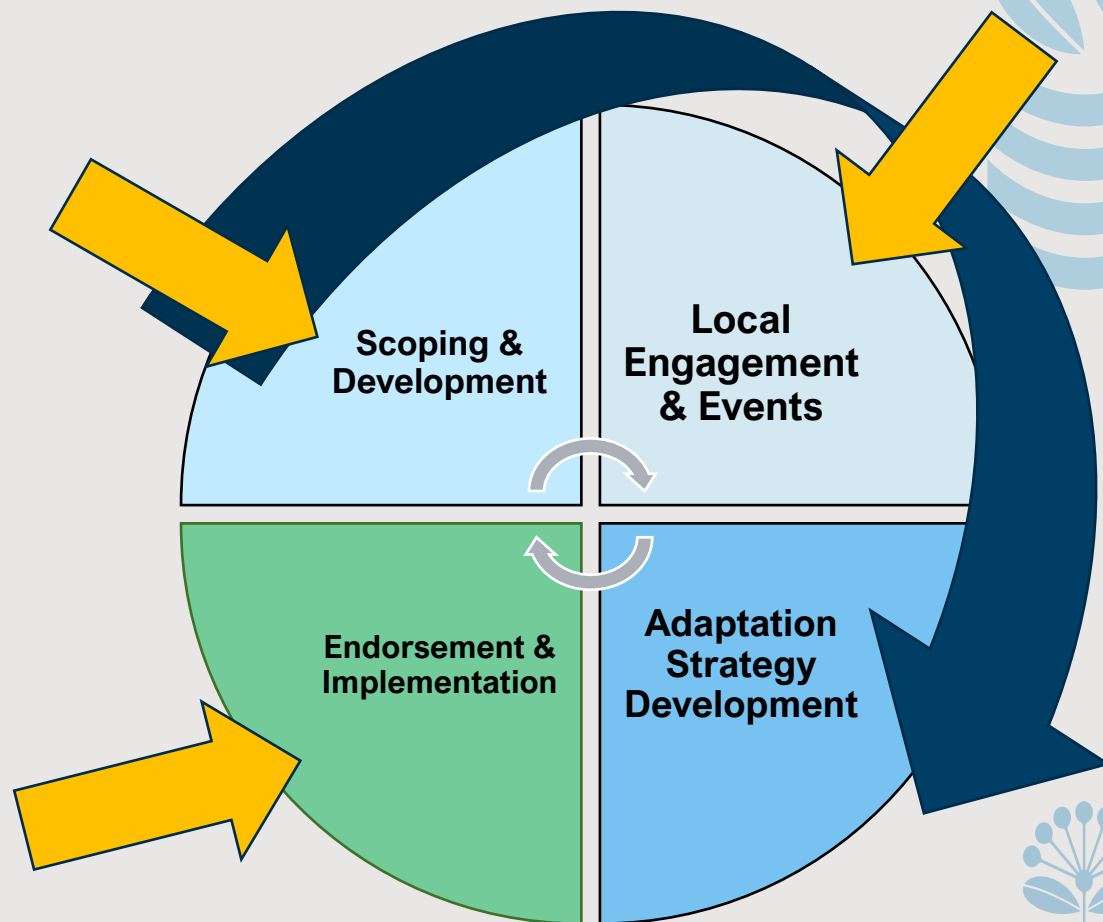 Scoping &
Development
Local
Engagement
& Events
Endorsement &
Implementation
Adaptation
Strategy
Development